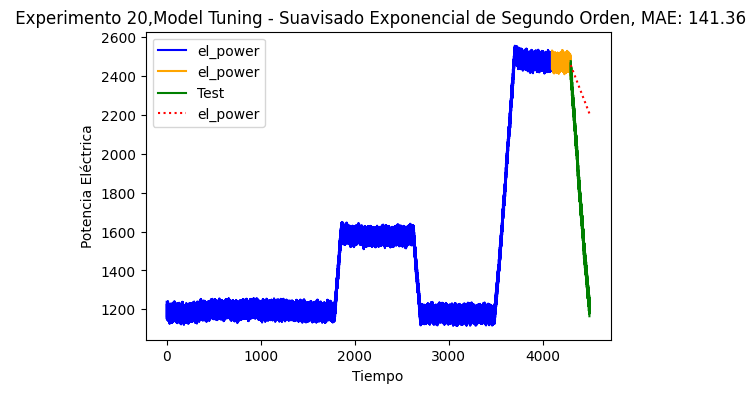 Experimento 20,Model Tuning - Suavisado Exponencial de Segundo Orden, MAE: 141.36
2600
2400
2200
2000
1800
1600
1400
1200
Potencia Eléctrica
el_power
el_power
Test
el_power
0
1000
2000
3000
4000
Tiempo